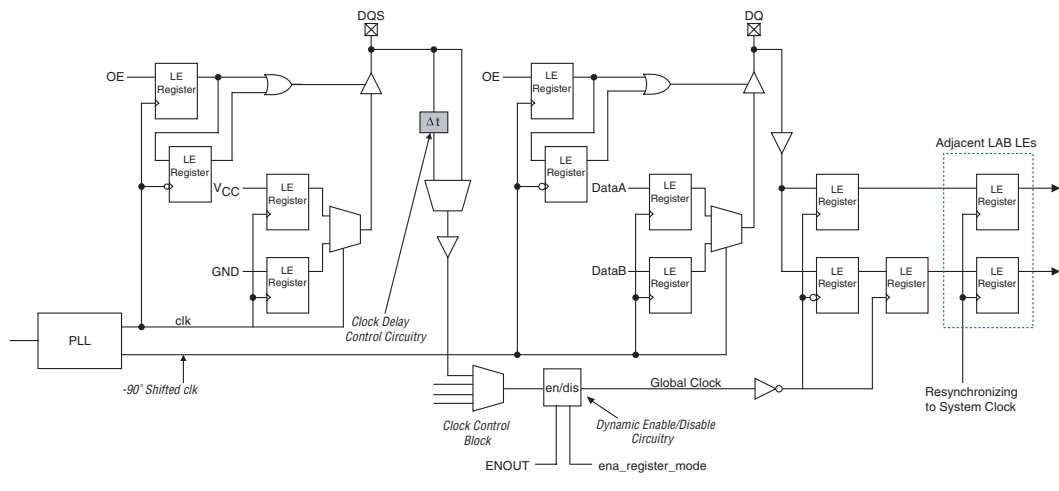 DQS
DQ
OE
LE
Register
OE
LE
Register
Δt
Adjacent LAB LEs
LE
Register
LE
Register
VCC
LE
Register
DataA
LE
Register
LE
Register
LE
Register
GND
LE
Register
DataB
LE
Register
LE
Register
LE
Register
LE
Register
PLL
clk
Clock Delay
Control Circuitry
-90° Shifted clk
en/dis
Global Clock
Resynchronizing
to System Clock
Clock Control
Block
Dynamic Enable/Disable
Circuitry
ENOUT
ena_register_mode